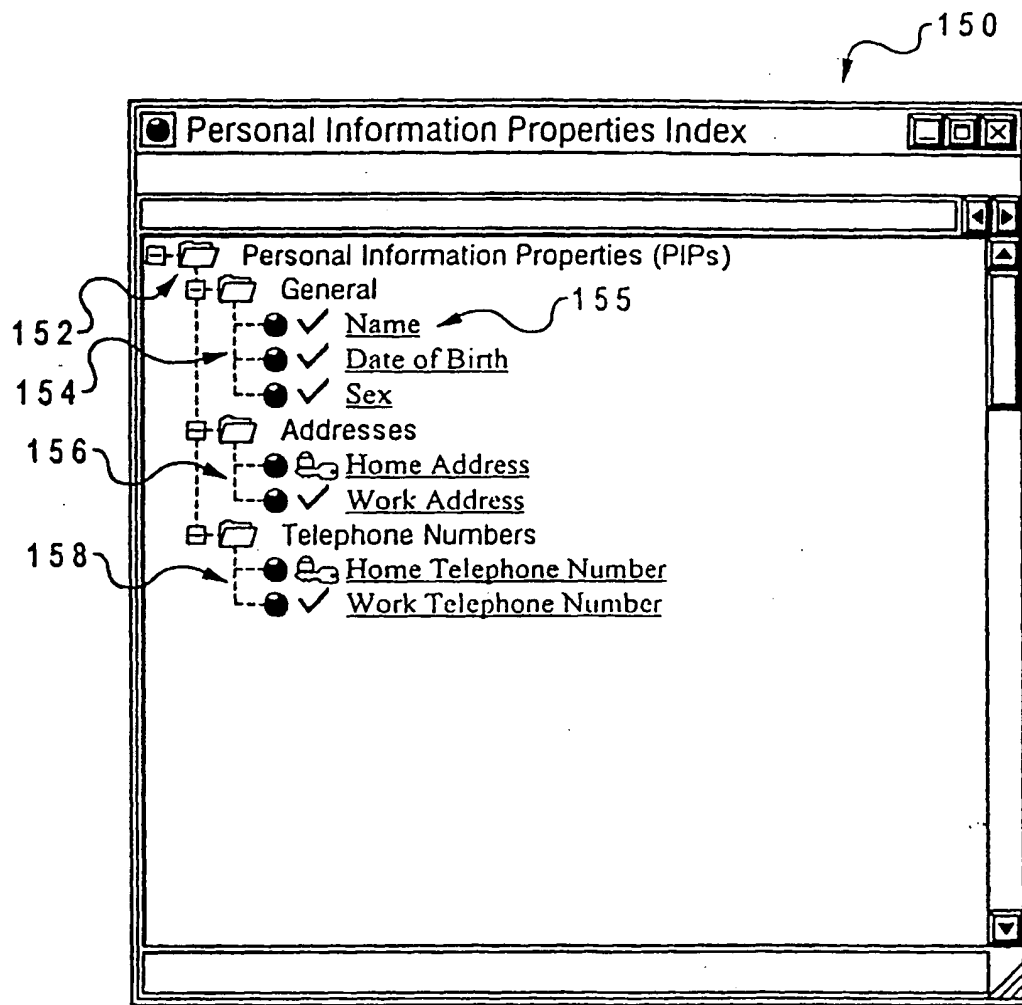 150
Personal Information Properties Index
Personal Information Properties (PIPs)
152
General
155
Name
154
Date of Birth
Sex
Addresses
156
Home Address
Work Address
Telephone Numbers
158
Home Telephone Number
Work Telephone Number